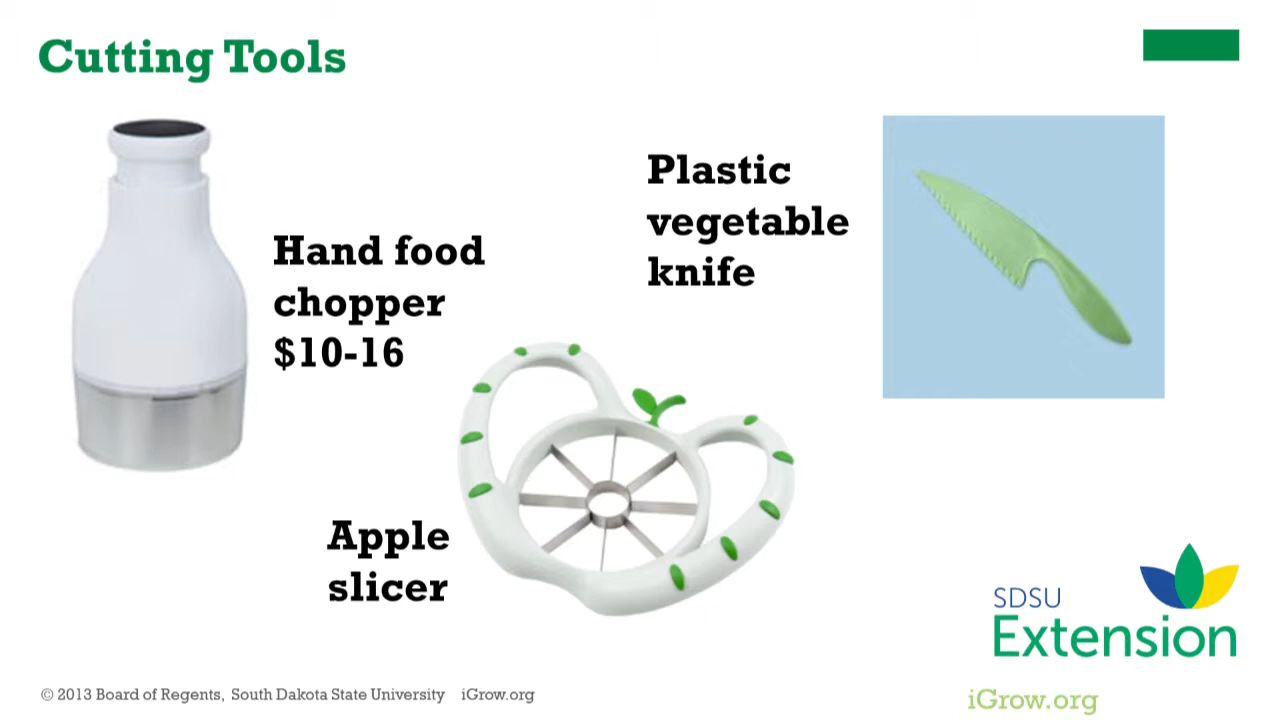 Cutting Tools
Hand food
chopper
$10-16
Plastic
vegetable
knife
Apple
slicer
SDSU
Extension
© 2013 Board of Regents, South Dakota State University iGrow.org
iGrow.org